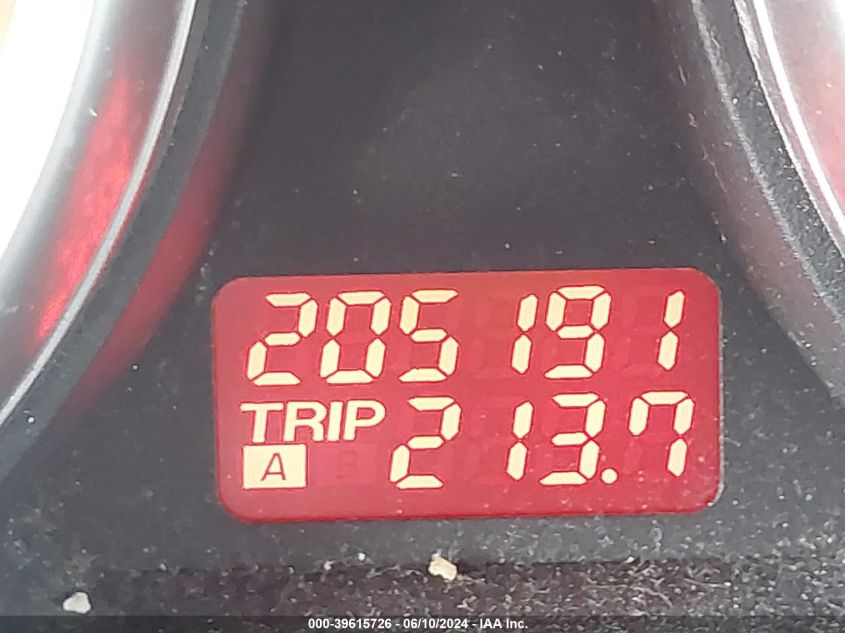 205191
TRIP 213.7
A
000-39615726 - 06/10/2024 - IAA Inc.